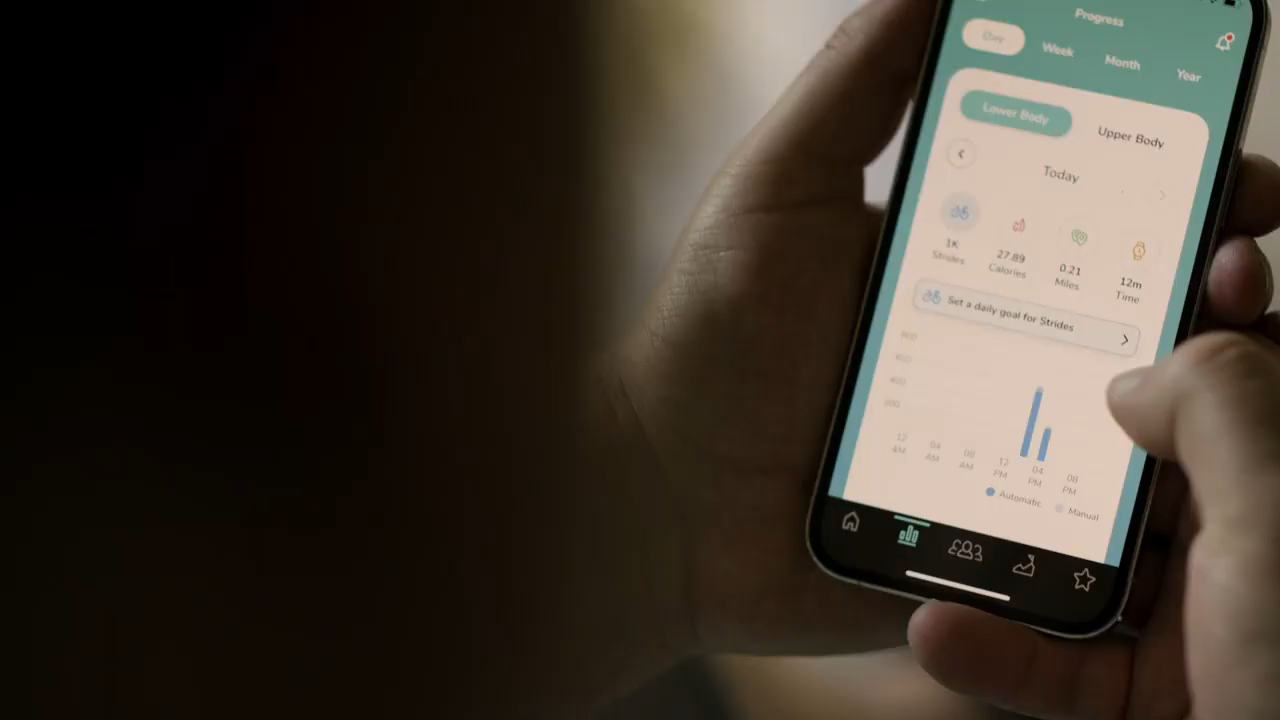 Progress
Day Week Month Year
Lower Body Upper Body
Today
1K 27.89 0.21 12m
Strides Calories Miles Time
Set a daily goal for Strides
400
12 04 08 12 04 08
AM AM AM PM PM PM
Automatic Manual